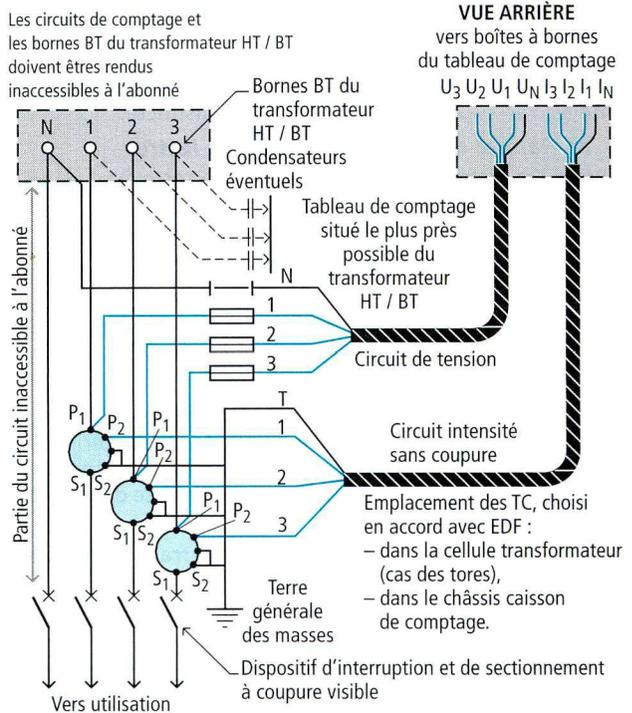 Les circuits de comptage et
les bornes BT du transformateur HT / BT
doivent êtres rendus
inaccessibles à l'abonné
VUE ARRIÈRE
vers boîtes à bornes
du tableau de comptage
U3 U2 U1 UN I3 I2 I1 IN
Bornes BT du
transformateur
HT / BT
N 1 2 3
Condensateurs
éventuels
Tableau de comptage
situé le plus près
possible du
transformateur
HT / BT
N
1
2
3
Circuit de tension
Partie du circuit inaccessible à l'abonné
T
1
2
3
Circuit intensité
sans coupure
P1 P2
S1 S2
P1
P2
S1 S2
P1
P2
S1 S2
Emplacement des TC, choisi
en accord avec EDF :
– dans la cellule transformateur
(cas des tores),
– dans le châssis caisson
de comptage.
Terre
générale
des masses
Dispositif d'interruption et de sectionnement
à coupure visible
Vers utilisation